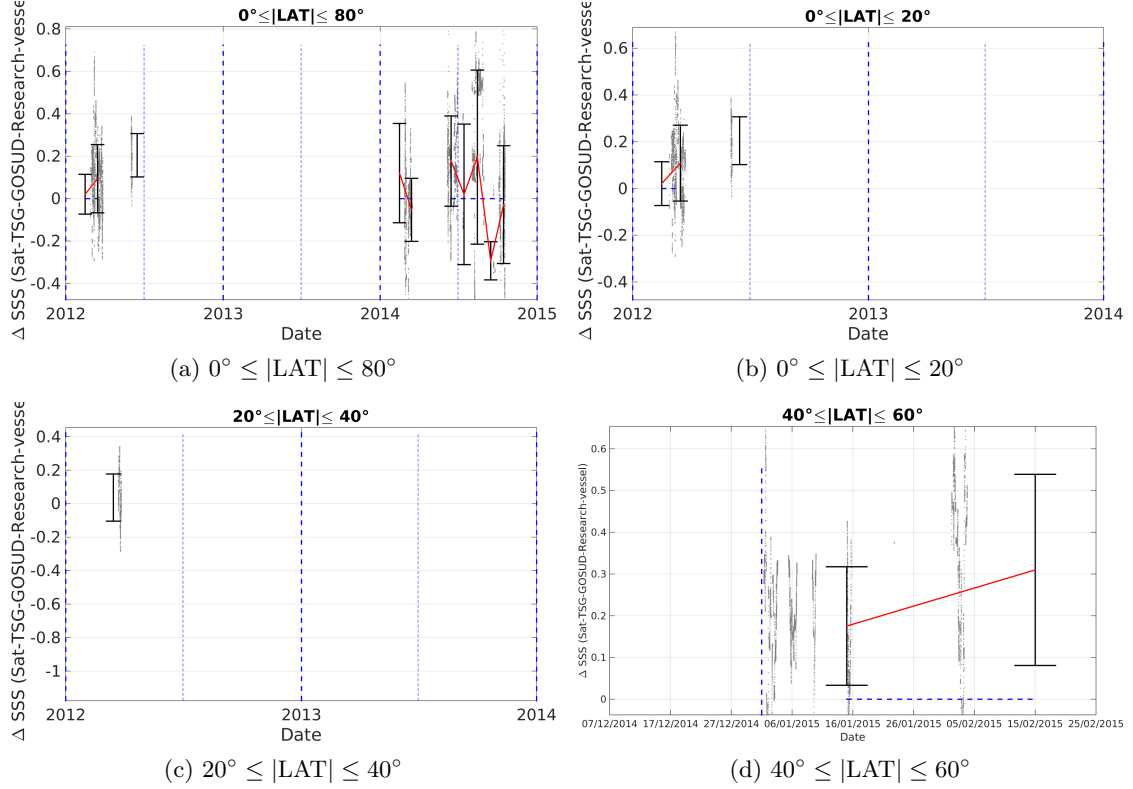 0°≤|LAT|≤ 80°
Δ SSS (Sat-TSG-GOSUD-Research-vesse
0.8
0.6
0.4
0.2
0
-0.2
-0.4
2012
2013
2014
2015
Date
(a) 0° ≤ |LAT| ≤ 80°
0°≤|LAT|≤ 20°
Δ SSS (Sat-TSG-GOSUD-Research-vesse
0.6
0.4
0.2
0
-0.2
-0.4
2012
2013
2014
Date
(b) 0° ≤ |LAT| ≤ 20°
20°≤|LAT|≤ 40°
Δ SSS (Sat-TSG-GOSUD-Research-vesse
0.4
0.2
0
-0.2
-0.4
-0.6
-0.8
-1
2012
2013
2014
Date
(c) 20° ≤ |LAT| ≤ 40°
40°≤|LAT|≤ 60°
Δ SSS (Sat-TSG-GOSUD-Research-vessel)
0.6
0.5
0.4
0.3
0.2
0.1
0
07/12/2014
17/12/2014
27/12/2014
06/01/2015
16/01/2015
26/01/2015
05/02/2015
15/02/2015
25/02/2015
Date
(d) 40° ≤ |LAT| ≤ 60°